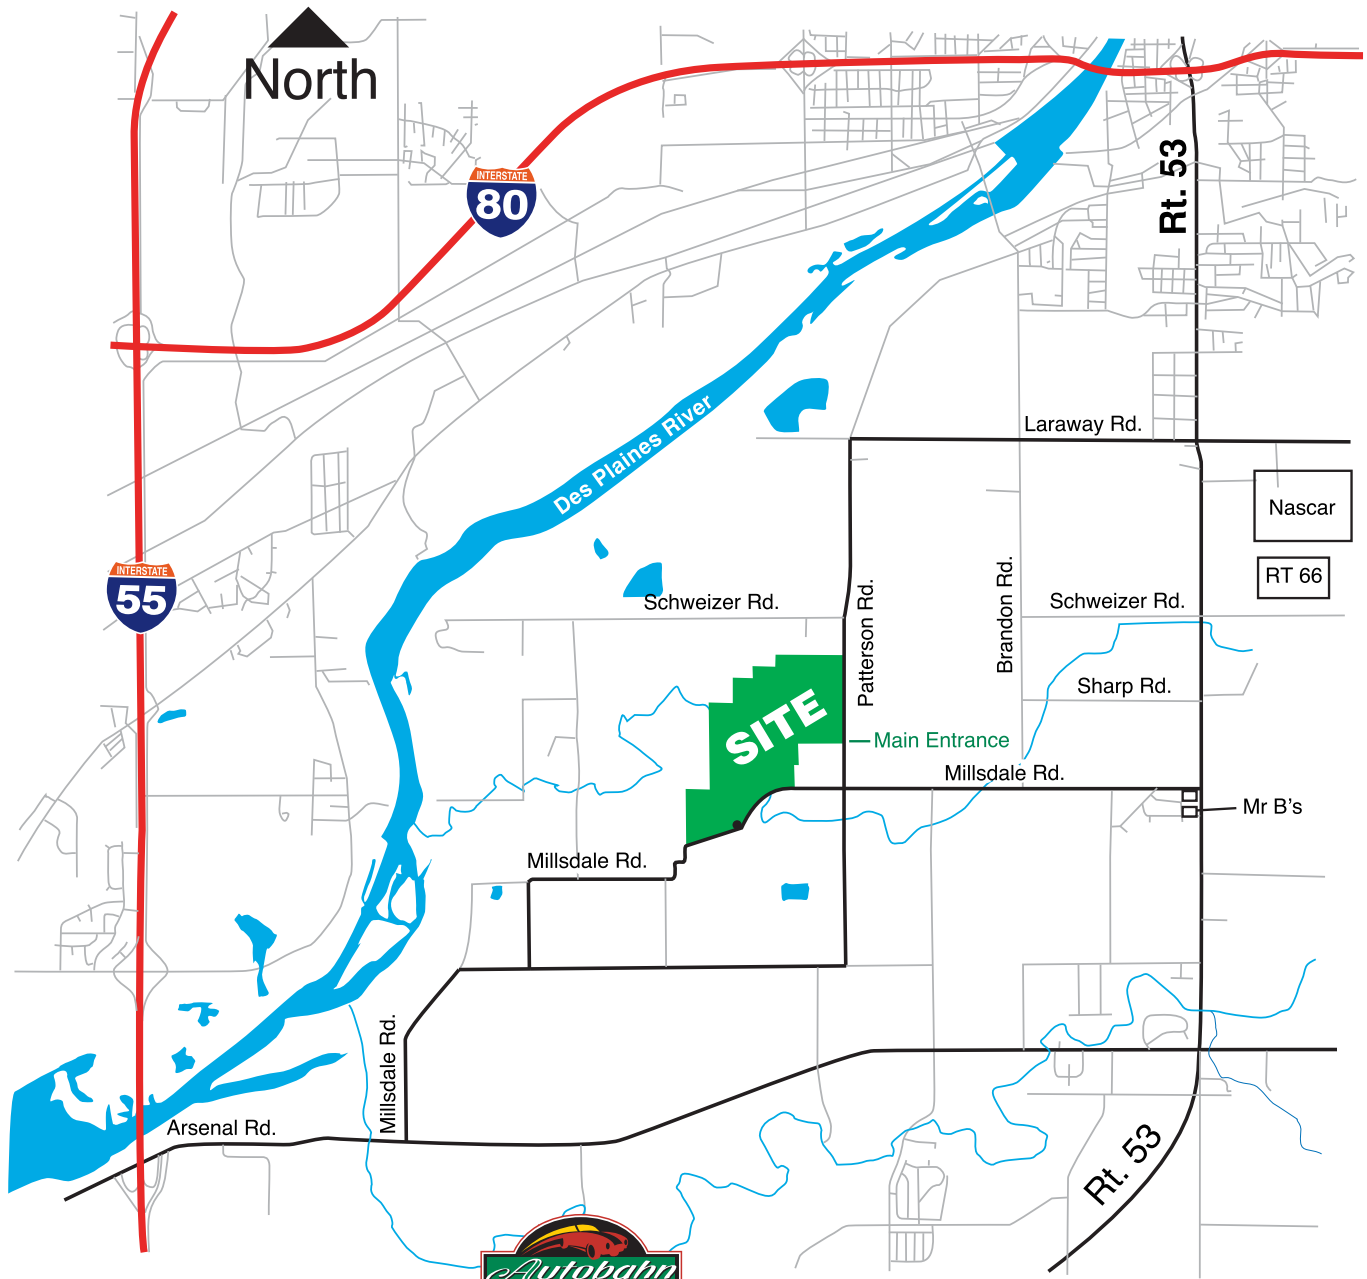 North
INTERSTATE
80
Rt. 53
Laraway Rd.
Des Plaines River
Nascar
INTERSTATE
55
RT 66
Schweizer Rd.
Patterson Rd.
Brandon Rd.
Schweizer Rd.
Sharp Rd.
SITE
Main Entrance
Millsdale Rd.
Mr B's
Millsdale Rd.
Millsdale Rd.
Arsenal Rd.
Rt. 53
Autobahn